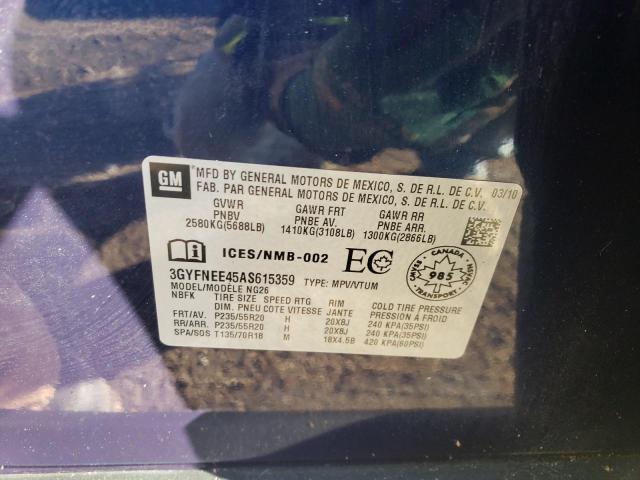 GM
MFD BY GENERAL MOTORS DE MEXICO, S. DE R.L. DE C.V. 03/10
FAB. PAR GENERAL MOTORS DE MEXICO, S. DE R.L. DE C.V.
GVWR GAWR FRT GAWR RR
PNBV PNBE AV. PNBE ARR
2580KG(5688LB) 1410KG(3108LB) 1300KG(2866LB)
ICES/NMB-002 EC
CANADA
985
TRANSPORT
3GYFNEE45AS615359 TYPE: MPV/VTUM
MODEL/MODÈLE NG26
NBFK TIRE SIZE SPEED RTG RIM COLD TIRE PRESSURE
DIM. PNEU COTE VITESSE JANTE PRESSION À FROID
FRT/AV. P235/55R20 H 20X8J 240 KPA(35PSI)
RR/ARR. P235/55R20 H 20X8J 240 KPA(35PSI)
SPA/SOS T135/70R18 M 18X4.5B 420 KPA(60PSI)